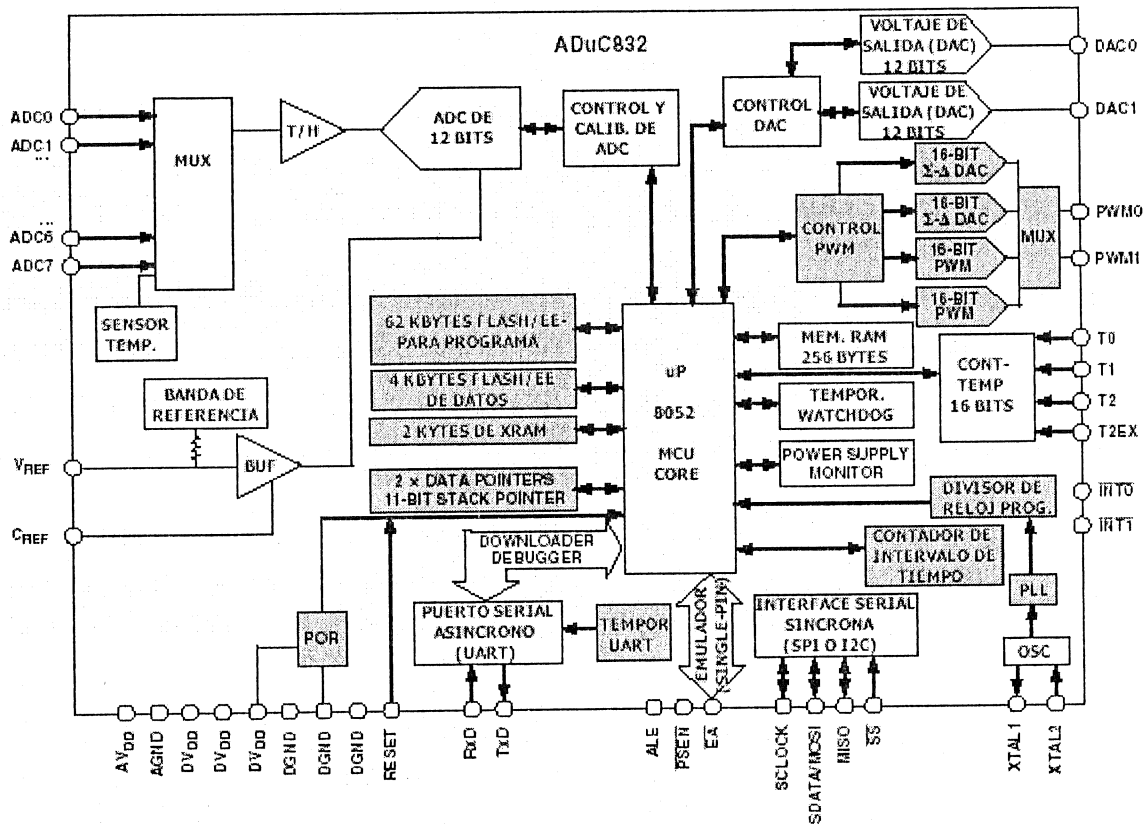 ADuC832
VOLTAJE DE
SALIDA (DAC)
12 BITS
DAC0
VOLTAJE DE
SALIDA (DAC)
12 BITS
DAC1
CONTROL
DAC
ADC0
ADC1
...
...
ADC6
ADC7
MUX
T/H
ADC DE
12 BITS
CONTROL Y
CALIB. DE
ADC
16-BIT
Σ-Δ DAC
16-BIT
Σ-Δ DAC
16-BIT
PWM
16-BIT
PWM
CONTROL
PWM
MUX
PWM0
PWM1
SENSOR
TEMP.
62 KBYTES FLASH/EE-
PARA PROGRAMA
4 KBYTES FLASH/EE
DE DATOS
2 KYTES DE XRAM
2 × DATA POINTERS
11-BIT STACK POINTER
uP
8052
MCU
CORE
MEM. RAM
256 BYTES
TEMPOR.
WATCHDOG
POWER SUPPLY
MONITOR
CONT-
TEMP
16 BITS
T0
T1
T2
T2EX
BANDA DE
REFERENCIA
VREF
BUF
CREF
DIVISOR DE
RELOJ PROG.
INT0
INT1
CONTADOR
DE
INTERVALO DE
TIEMPO
DOWNLOADER
DEBUGGER
POR
PUERTO SERIAL
ASINCRONO
(UART)
TEMPOR
UART
EMULADOR
(SINGLE-PIN)
INTERFACE SERIAL
SINCRONA
(SPI O I2C)
PLL
OSC
AVDD
AGND
DVDD
DVDD
DVDD
DGND
DGND
DGND
RESET
RxD
TxD
ALE
PSEN
EA
SCLOCK
SDATA/MOSI
MISO
SS
XTAL1
XTAL2